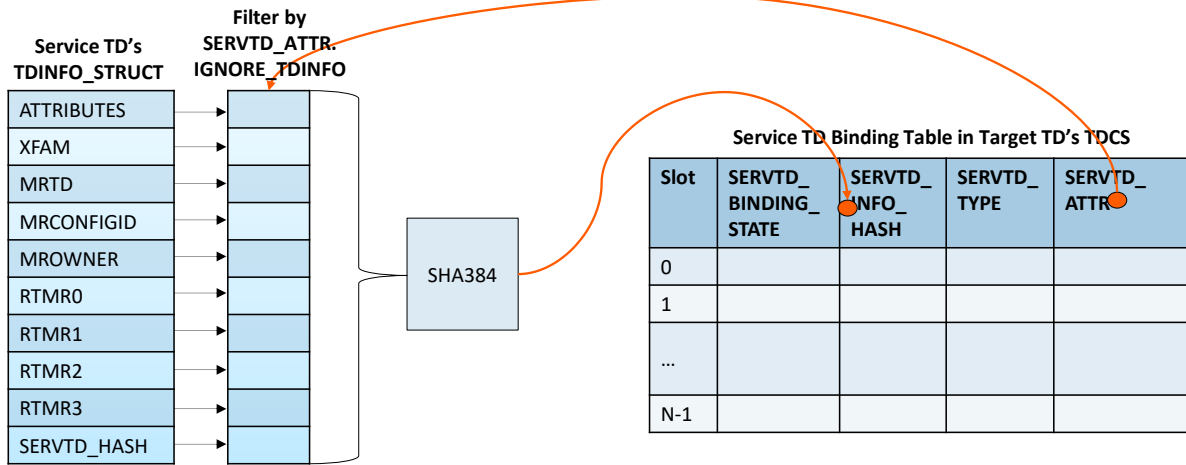 Service TD's
TDINFO_STRUCT
Filter by
SERVTD_ATTR.
IGNORE_TDINFO
ATTRIBUTES
XFAM
MRTD
MRCONFIGID
MROWNER
RTMR0
RTMR1
RTMR2
RTMR3
SERVTD_HASH
SHA384
Service TD Binding Table in Target TD's TDCS
Slot
SERVTD_
BINDING_
STATE
SERVTD_
INFO_
HASH
SERVTD_
TYPE
SERVTD_
ATTR
0
1
...
N-1